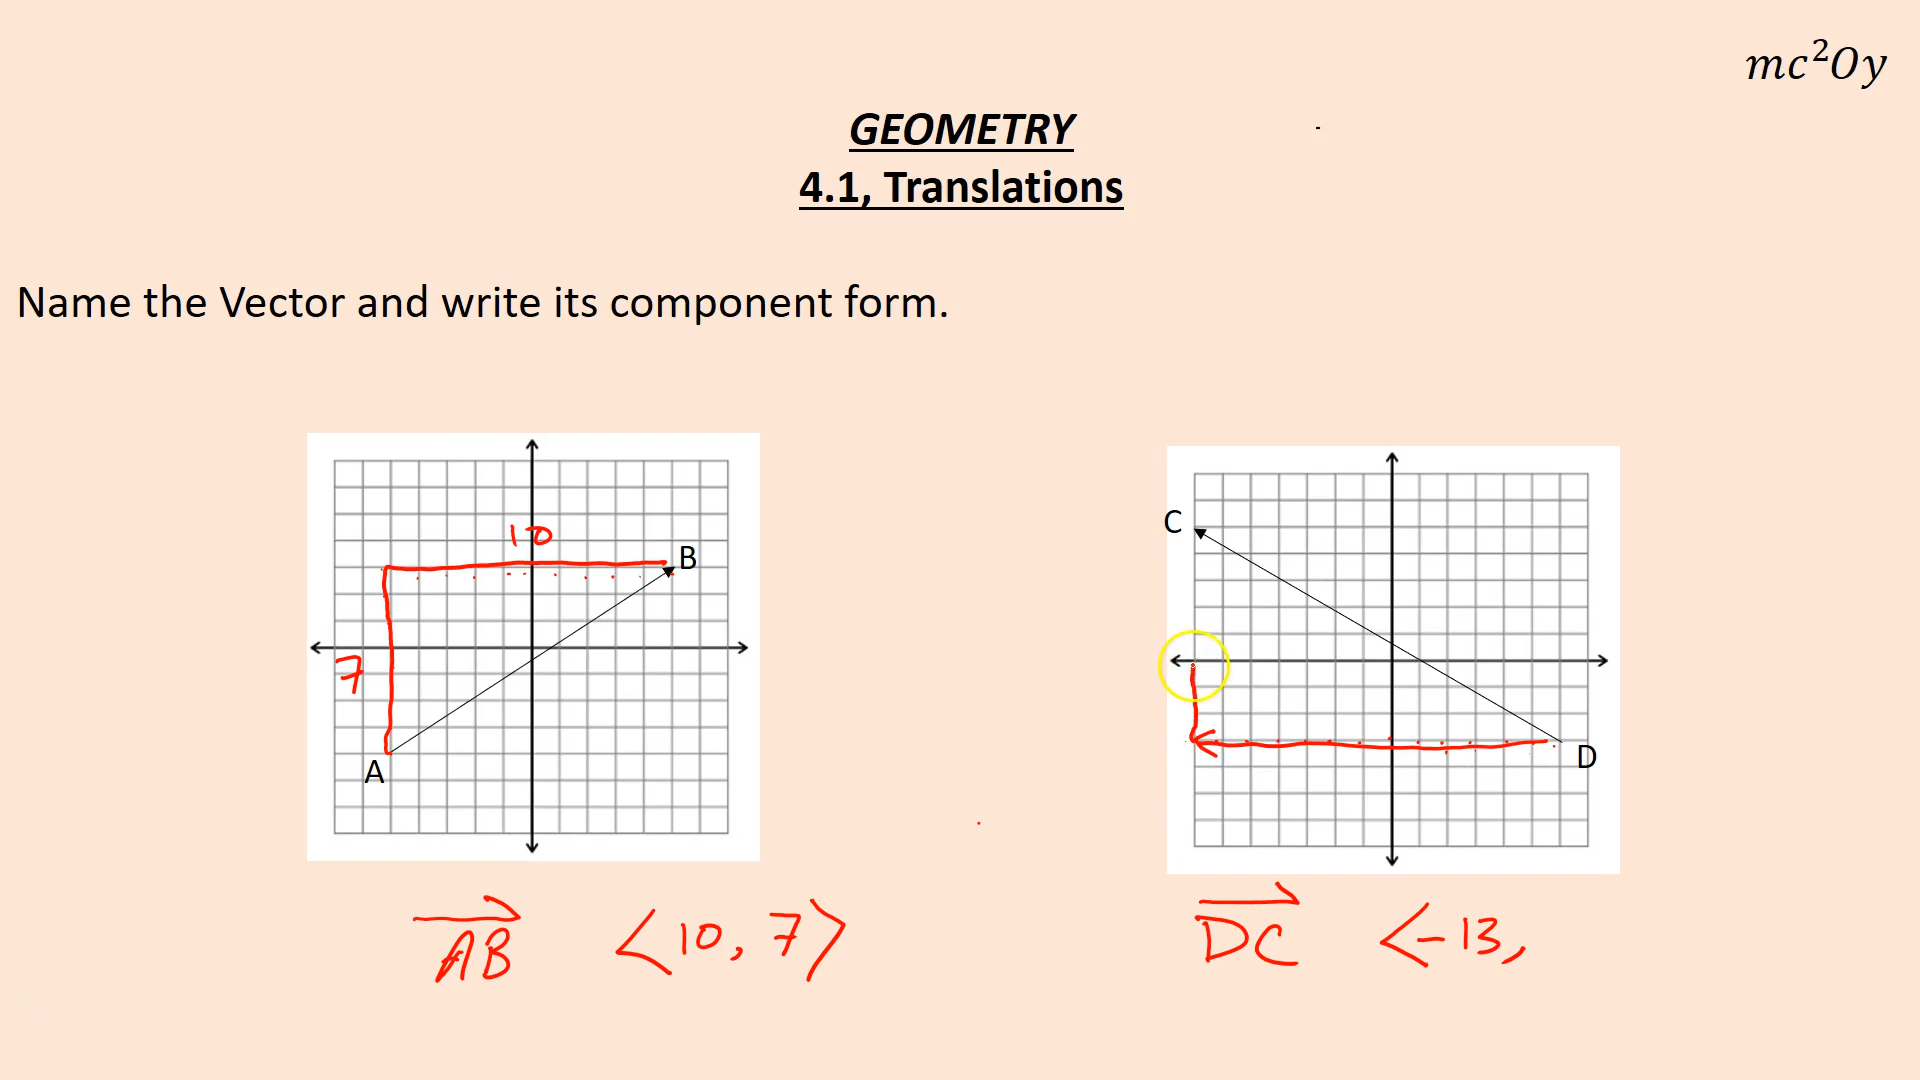 mc²Oy
GEOMETRY
4.1, Translations
Name the Vector and write its component form.
10
B
7
A
C
D
AB <10, 7>
DC <-13,